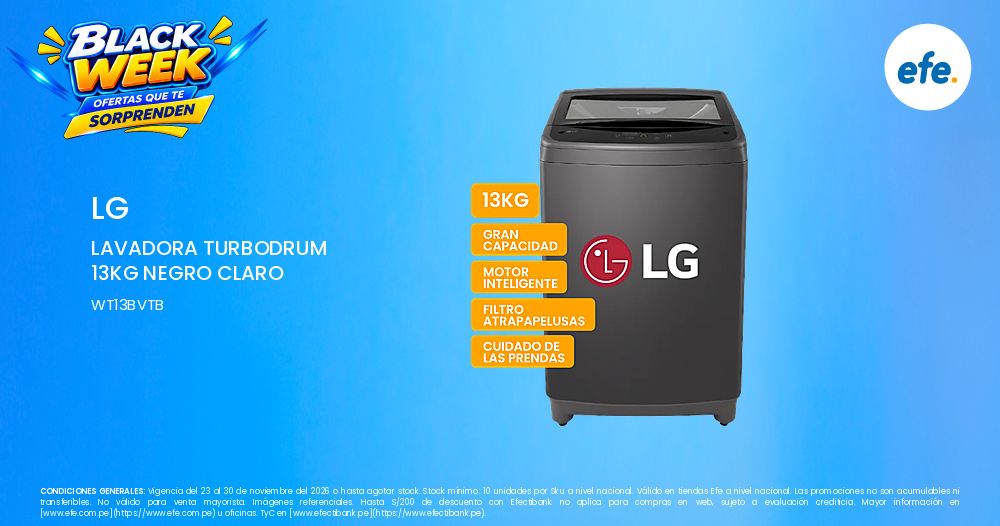 BLACK
WEEK
OFERTAS QUE TE
SORPRENDEN
efe.
LG
LAVADORA TURBODRUM
13KG NEGRO CLARO
WT13BVTB
13KG
GRAN
CAPACIDAD
MOTOR
INTELIGENTE
FILTRO
ATRAPAPELUSAS
CUIDADO DE
LAS PRENDAS
LG
CONDICIONES GENERALES: Vigencia del 23 al 30 de noviembre del 2026 o hasta agotar stock. Stock mínimo: 10 unidades por Sku a nivel nacional. Válido en tiendas Efe a nivel nacional. Las promociones no son acumulables ni
transferibles. No válido para venta mayorista. Imágenes referenciales. Hasta S/200 de descuento con Efectibank no aplica para compras en web, sujeto a evaluación crediticia. Mayor información en
[www.efe.com.pe](https://www.efe.com.pe) u oficinas. TyC en [www.efectibank.pe](https://www.efectibank.pe).